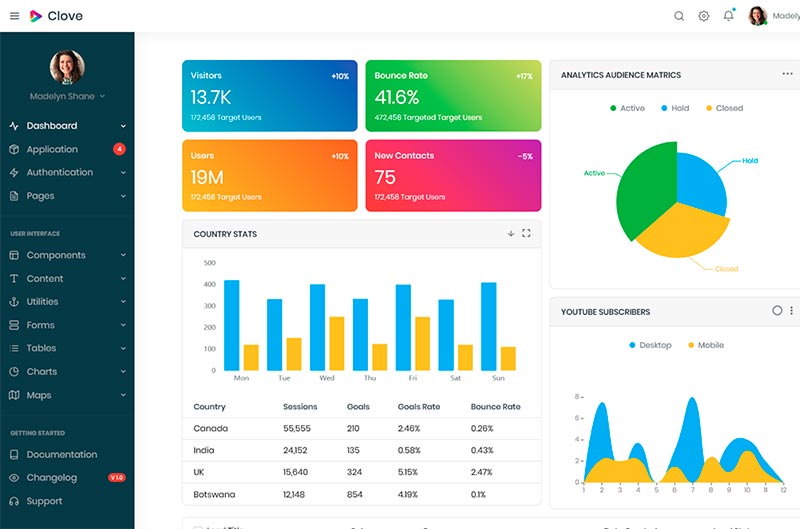 Clove
Madelyn
Madelyn Shane
Dashboard
Application 4
Authentication
Pages
USER INTERFACE
Components
Content
Utilities
Forms
Tables
Charts
Maps
GETTING STARTED
Documentation
Changelog V1.0
Support
Visitors +10%
13.7K
172,458 Target Users
Bounce Rate +17%
41.6%
472,458 Targeted Target Users
Users +10%
19M
172,458 Target Users
New Contacts -5%
75
172,458 Target Users
COUNTRY STATS
500
400
300
200
100
0
Mon Tue Wed Thu Fri Sat Sun
Country Sessions Goals Goals Rate Bounce Rate
Canada 55,555 210 2.46% 0.26%
India 24,152 135 0.58% 0.43%
UK 15,640 324 5.15% 2.47%
Botswana 12,148 854 4.19% 0.1%
ANALYTICS AUDIENCE MATRICS
Active Hold Closed
Hold
Active
Closed
YOUTUBE SUBSCRIBERS
Desktop Mobile
8
6
4
2
0
1 2 3 4 5 6 7 8 9 10 11 12